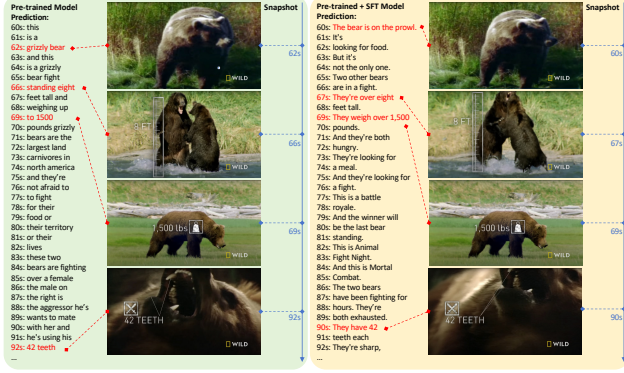 Pre-trained Model
Prediction:
60s: this
61s: is a
62s: grizzly bear
63s: and this
64s: is a grizzly
65s: bear fight
66s: standing eight
67s: feet tall and
68s: weighing up
69s: to 1500
70s: pounds grizzly
71s: bears are the
72s: largest land
73s: carnivores in
74s: north america
75s: and they're
76s: not afraid to
77s: to fight
78s: for their
79s: food or
80s: their territory
81s: or their
82s: lives
83s: these two
84s: bears are fighting
85s: over a female
86s: the male on
87s: the right is
88s: the aggressor he's
89s: wants to mate
90s: with her and
91s: he's using his
92s: 42 teeth
...
Snapshot
WILD
62s
8 FT
WILD
66s
1,500 lbs
WILD
69s
42 TEETH
WILD
92s
Pre-trained + SFT Model
Prediction:
60s: The bear is on the prowl.
61s: It's
62s: looking for food.
63s: But it's
64s: not the only one.
65s: Two other bears
66s: are in a fight.
67s: They're over eight
68s: feet tall.
69s: They weigh over 1,500
70s: pounds.
71s: And they're both
72s: hungry.
73s: They're looking for
74s: a meal.
75s: And they're looking for
76s: a fight.
77s: This is a battle
78s: royale.
79s: And the winner will
80s: be the last bear
81s: standing.
82s: This is Animal
83s: Fight Night.
84s: And this is Mortal
85s: Combat.
86s: The two bears
87s: have been fighting for
88s: hours. They're
89s: both exhausted.
90s: They have 42
91s: teeth each
92s: They're sharp,
...
Snapshot
WILD
60s
8 FT
WILD
67s
1,500 lbs
WILD
69s
42 TEETH
WILD
90s